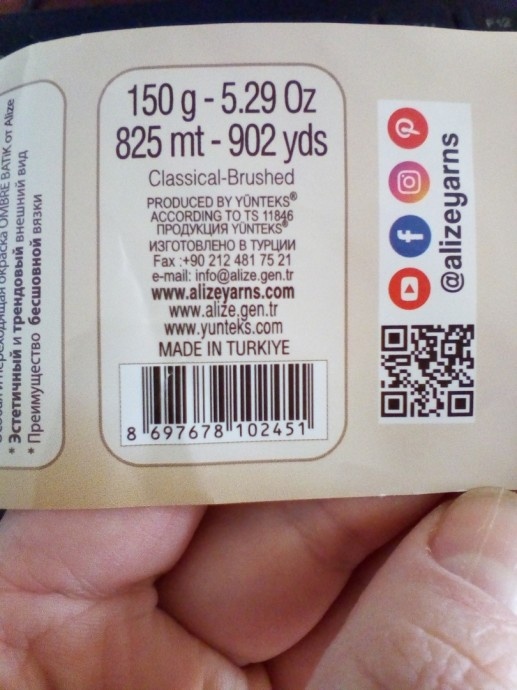 переходящая окраска OMBRE BATIK от Alize
* Эстетичный и трендовый внешний вид
* Преимущество бесшовной вязки
150 g - 5.29 Oz
825 mt - 902 yds
Classical-Brushed
PRODUCED BY YÜNTEKS®
ACCORDING TO TS 11846
ПРОДУКЦИЯ YÜNTEKS®
ИЗГОТОВЛЕНО В ТУРЦИИ
Fax :+90 212 481 75 21
e-mail: info@alize.gen.tr
www.alizeyarns.com
www.alize.gen.tr
www.yunteks.com
MADE IN TURKIYE
8 697678 102451
@alizeyarns
F12